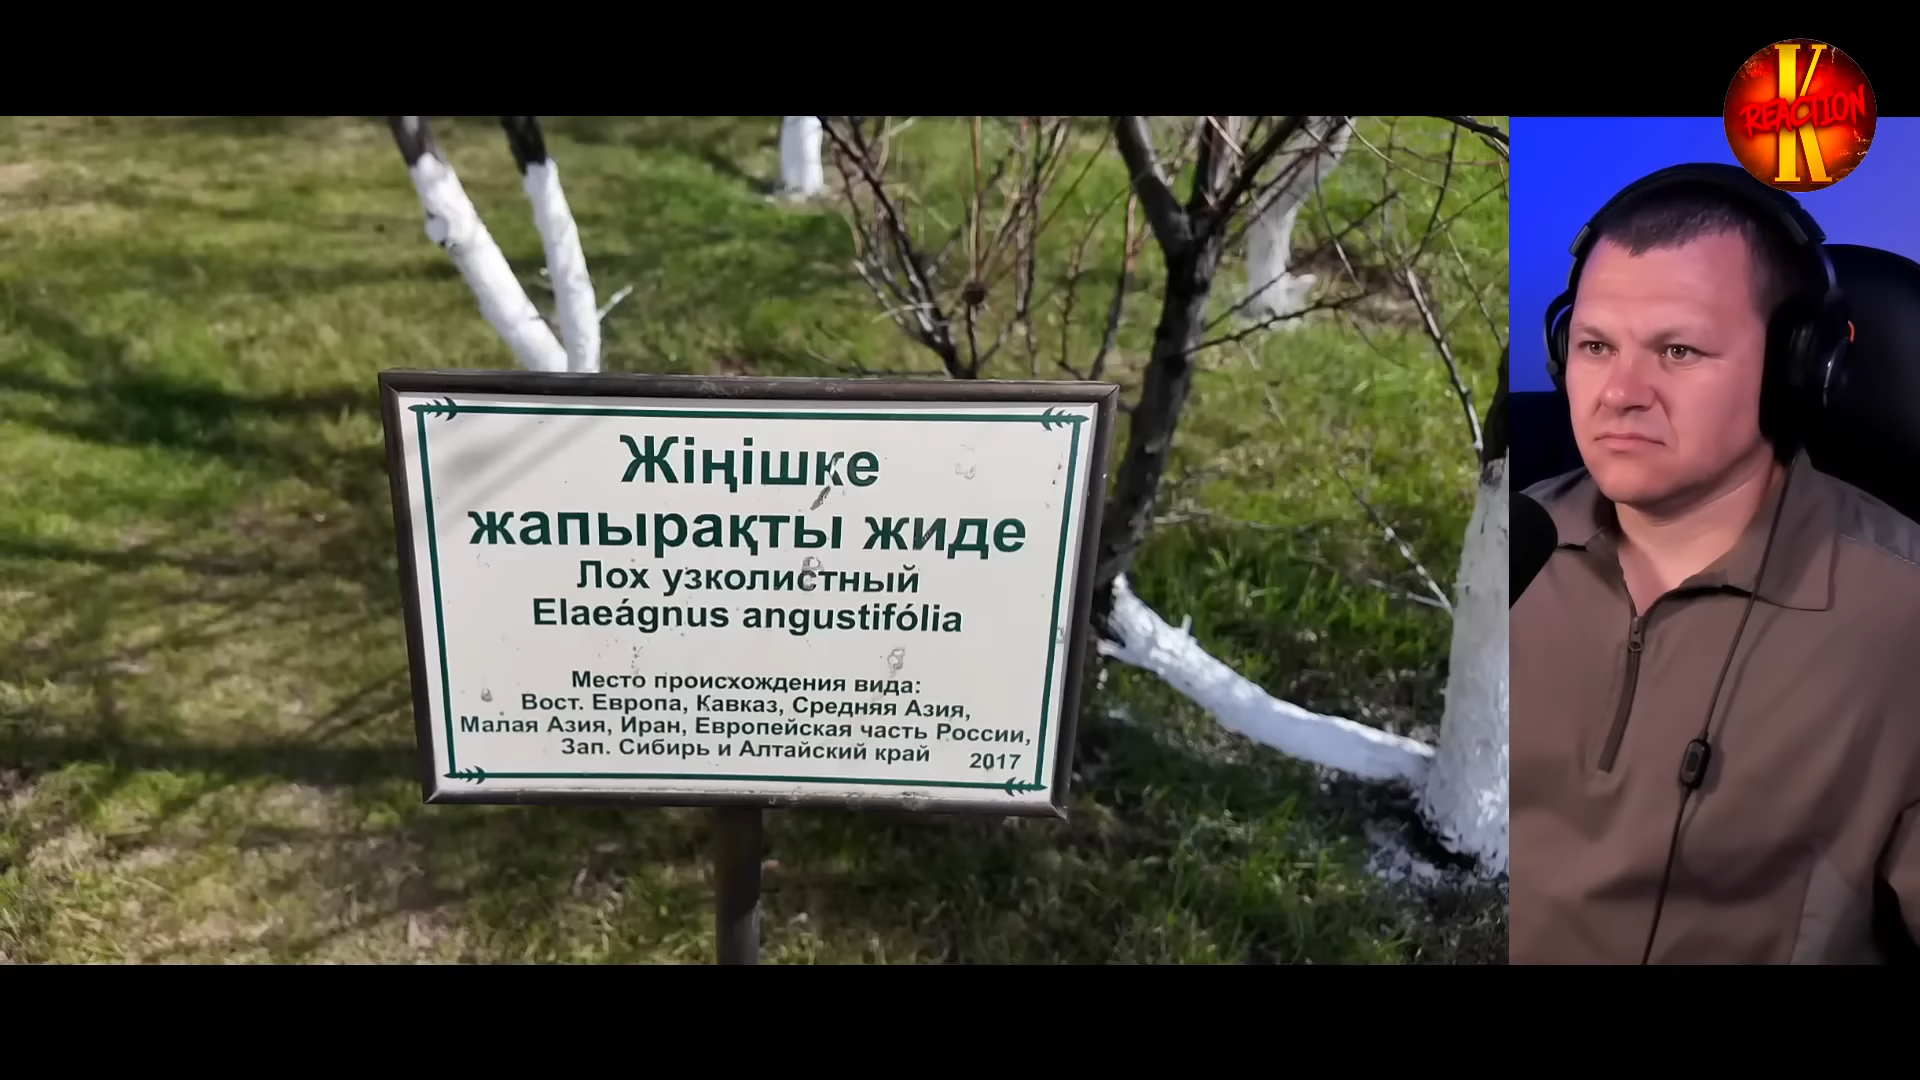 K
REACTION
Жіңішке
жапырақты жиде
Лох узколистный
Elaeágnus angustifólia
Место происхождения вида:
Вост. Европа, Кавказ, Средняя Азия,
Малая Азия, Иран, Европейская часть России,
Зап. Сибирь и Алтайский край 2017